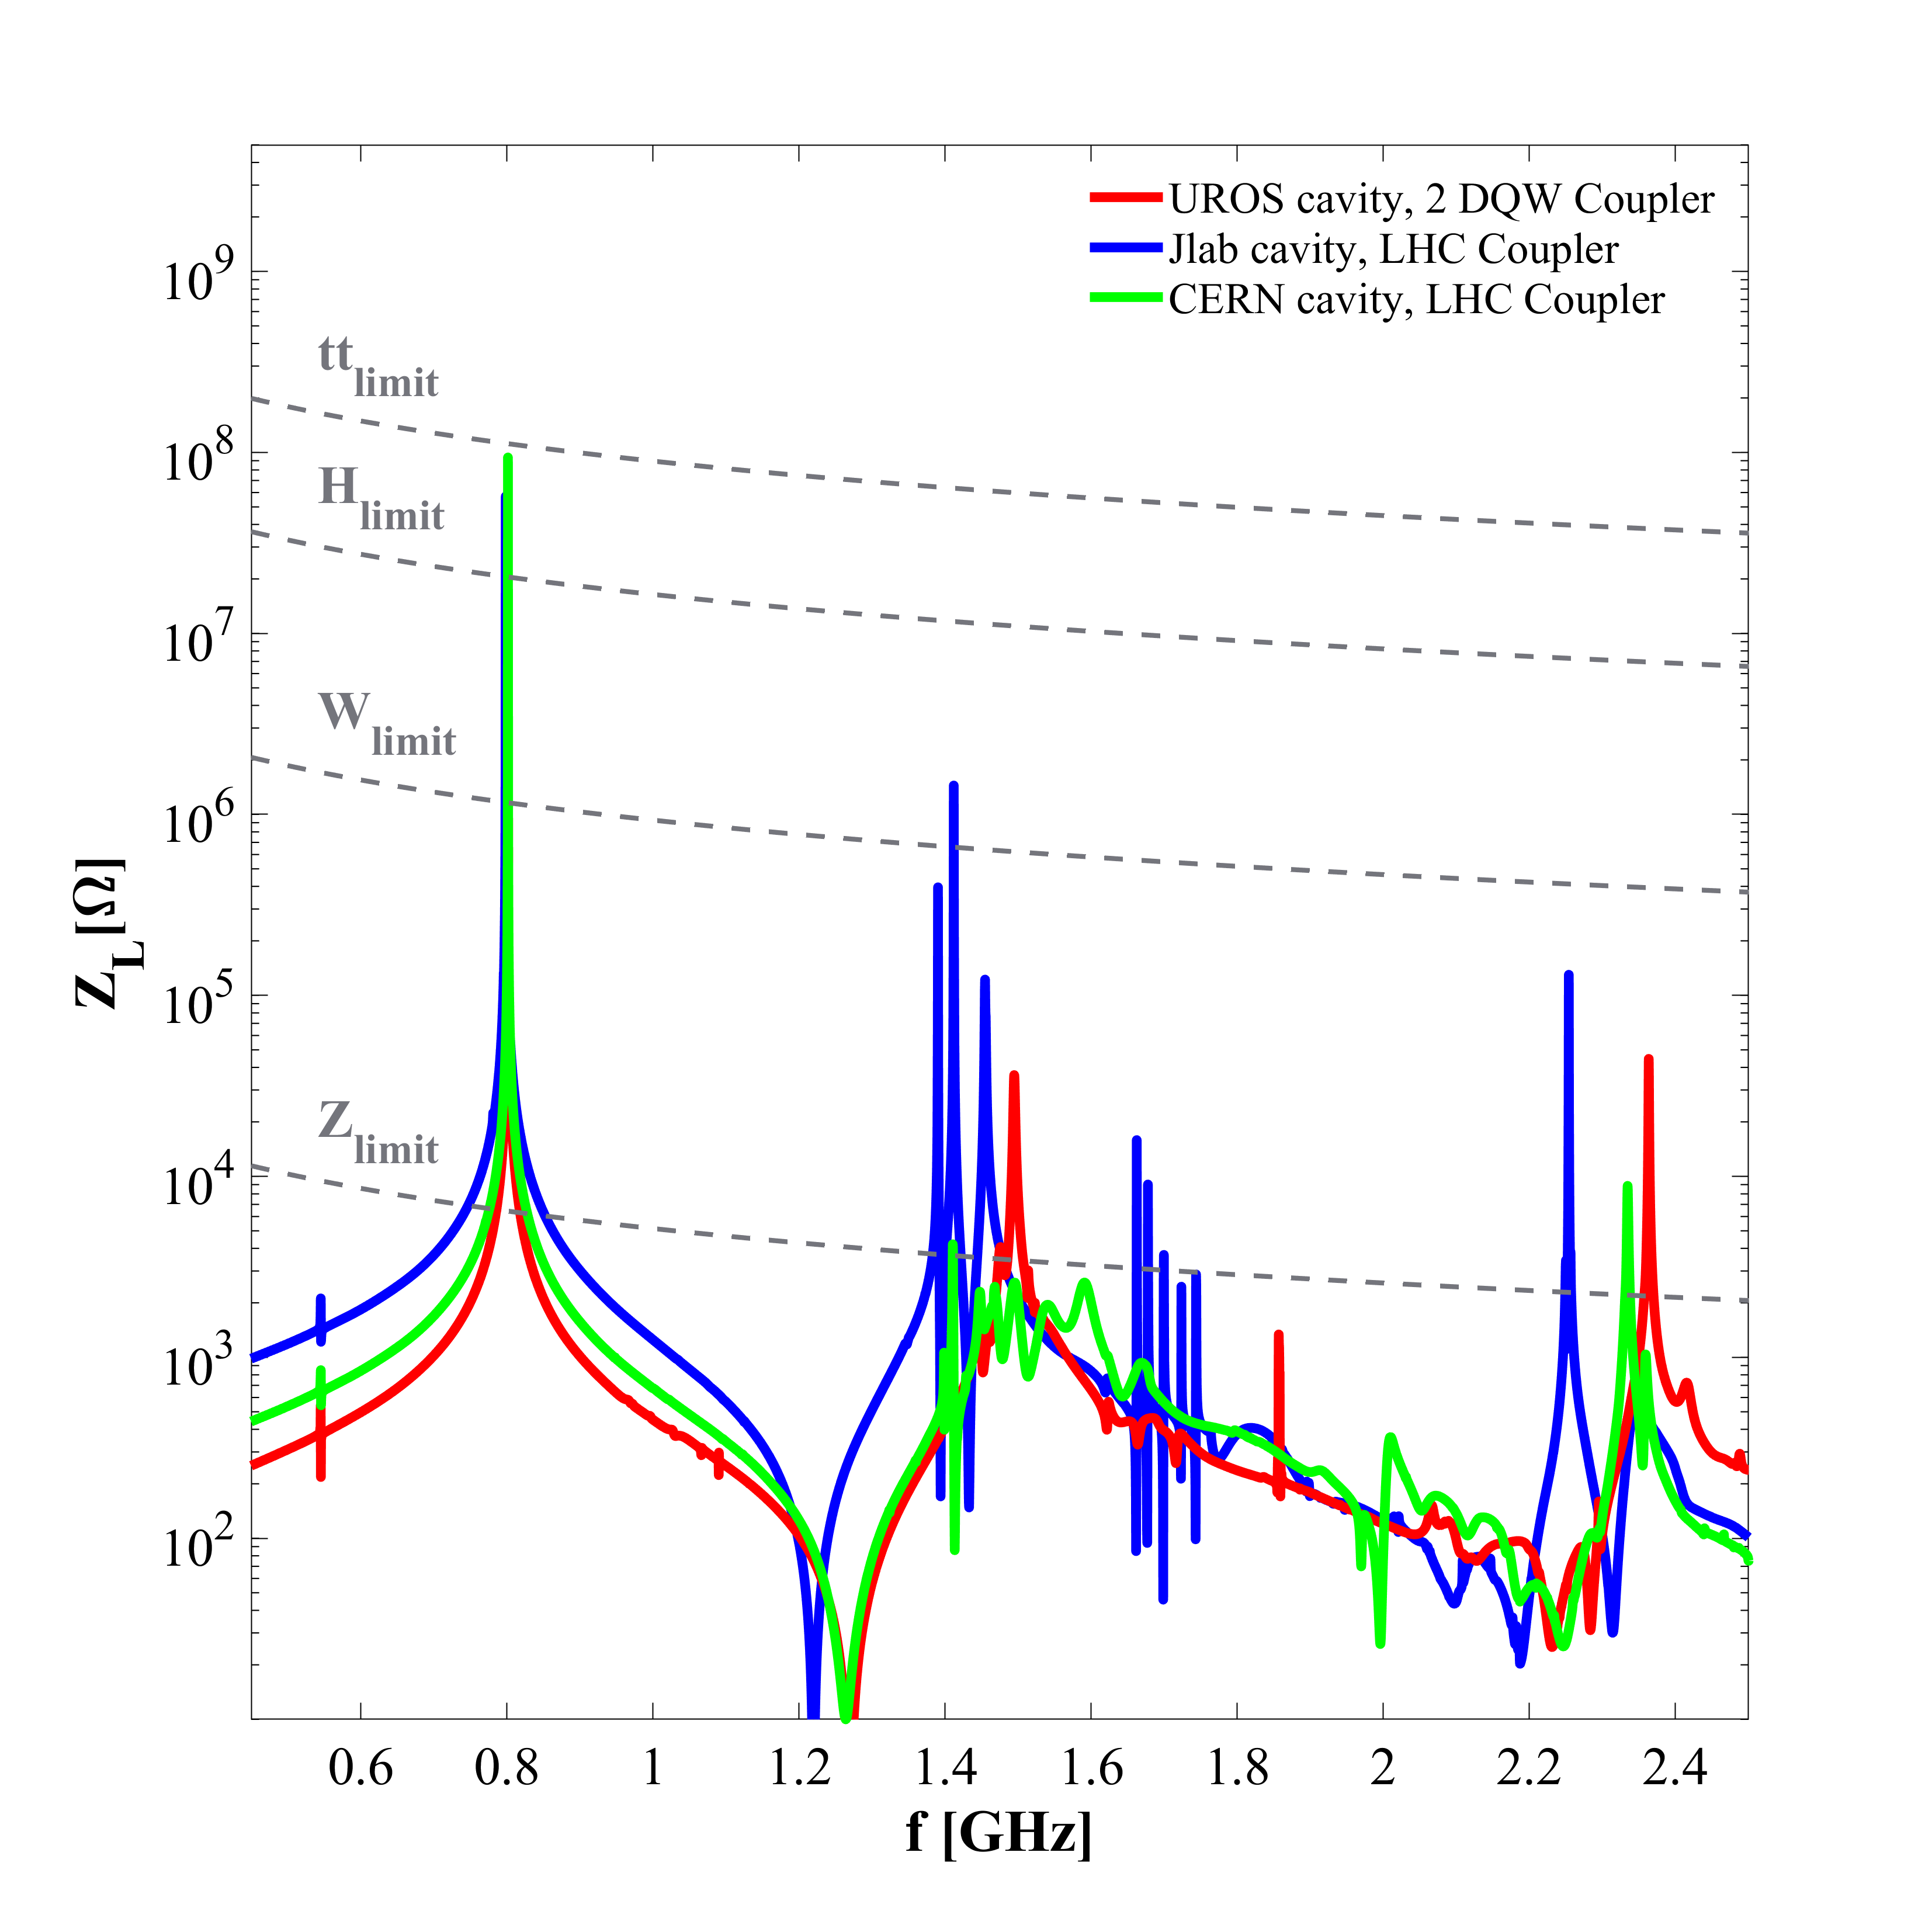 UROS cavity, 2 DQW Coupler
Jlab cavity, LHC Coupler
CERN cavity, LHC Coupler
10^9
tt_limit
10^8
H_limit
10^7
W_limit
10^6
10^5
Z_limit
10^4
10^3
10^2
Z_L [Ω]
0.6 0.8 1 1.2 1.4 1.6 1.8 2 2.2 2.4
f [GHz]